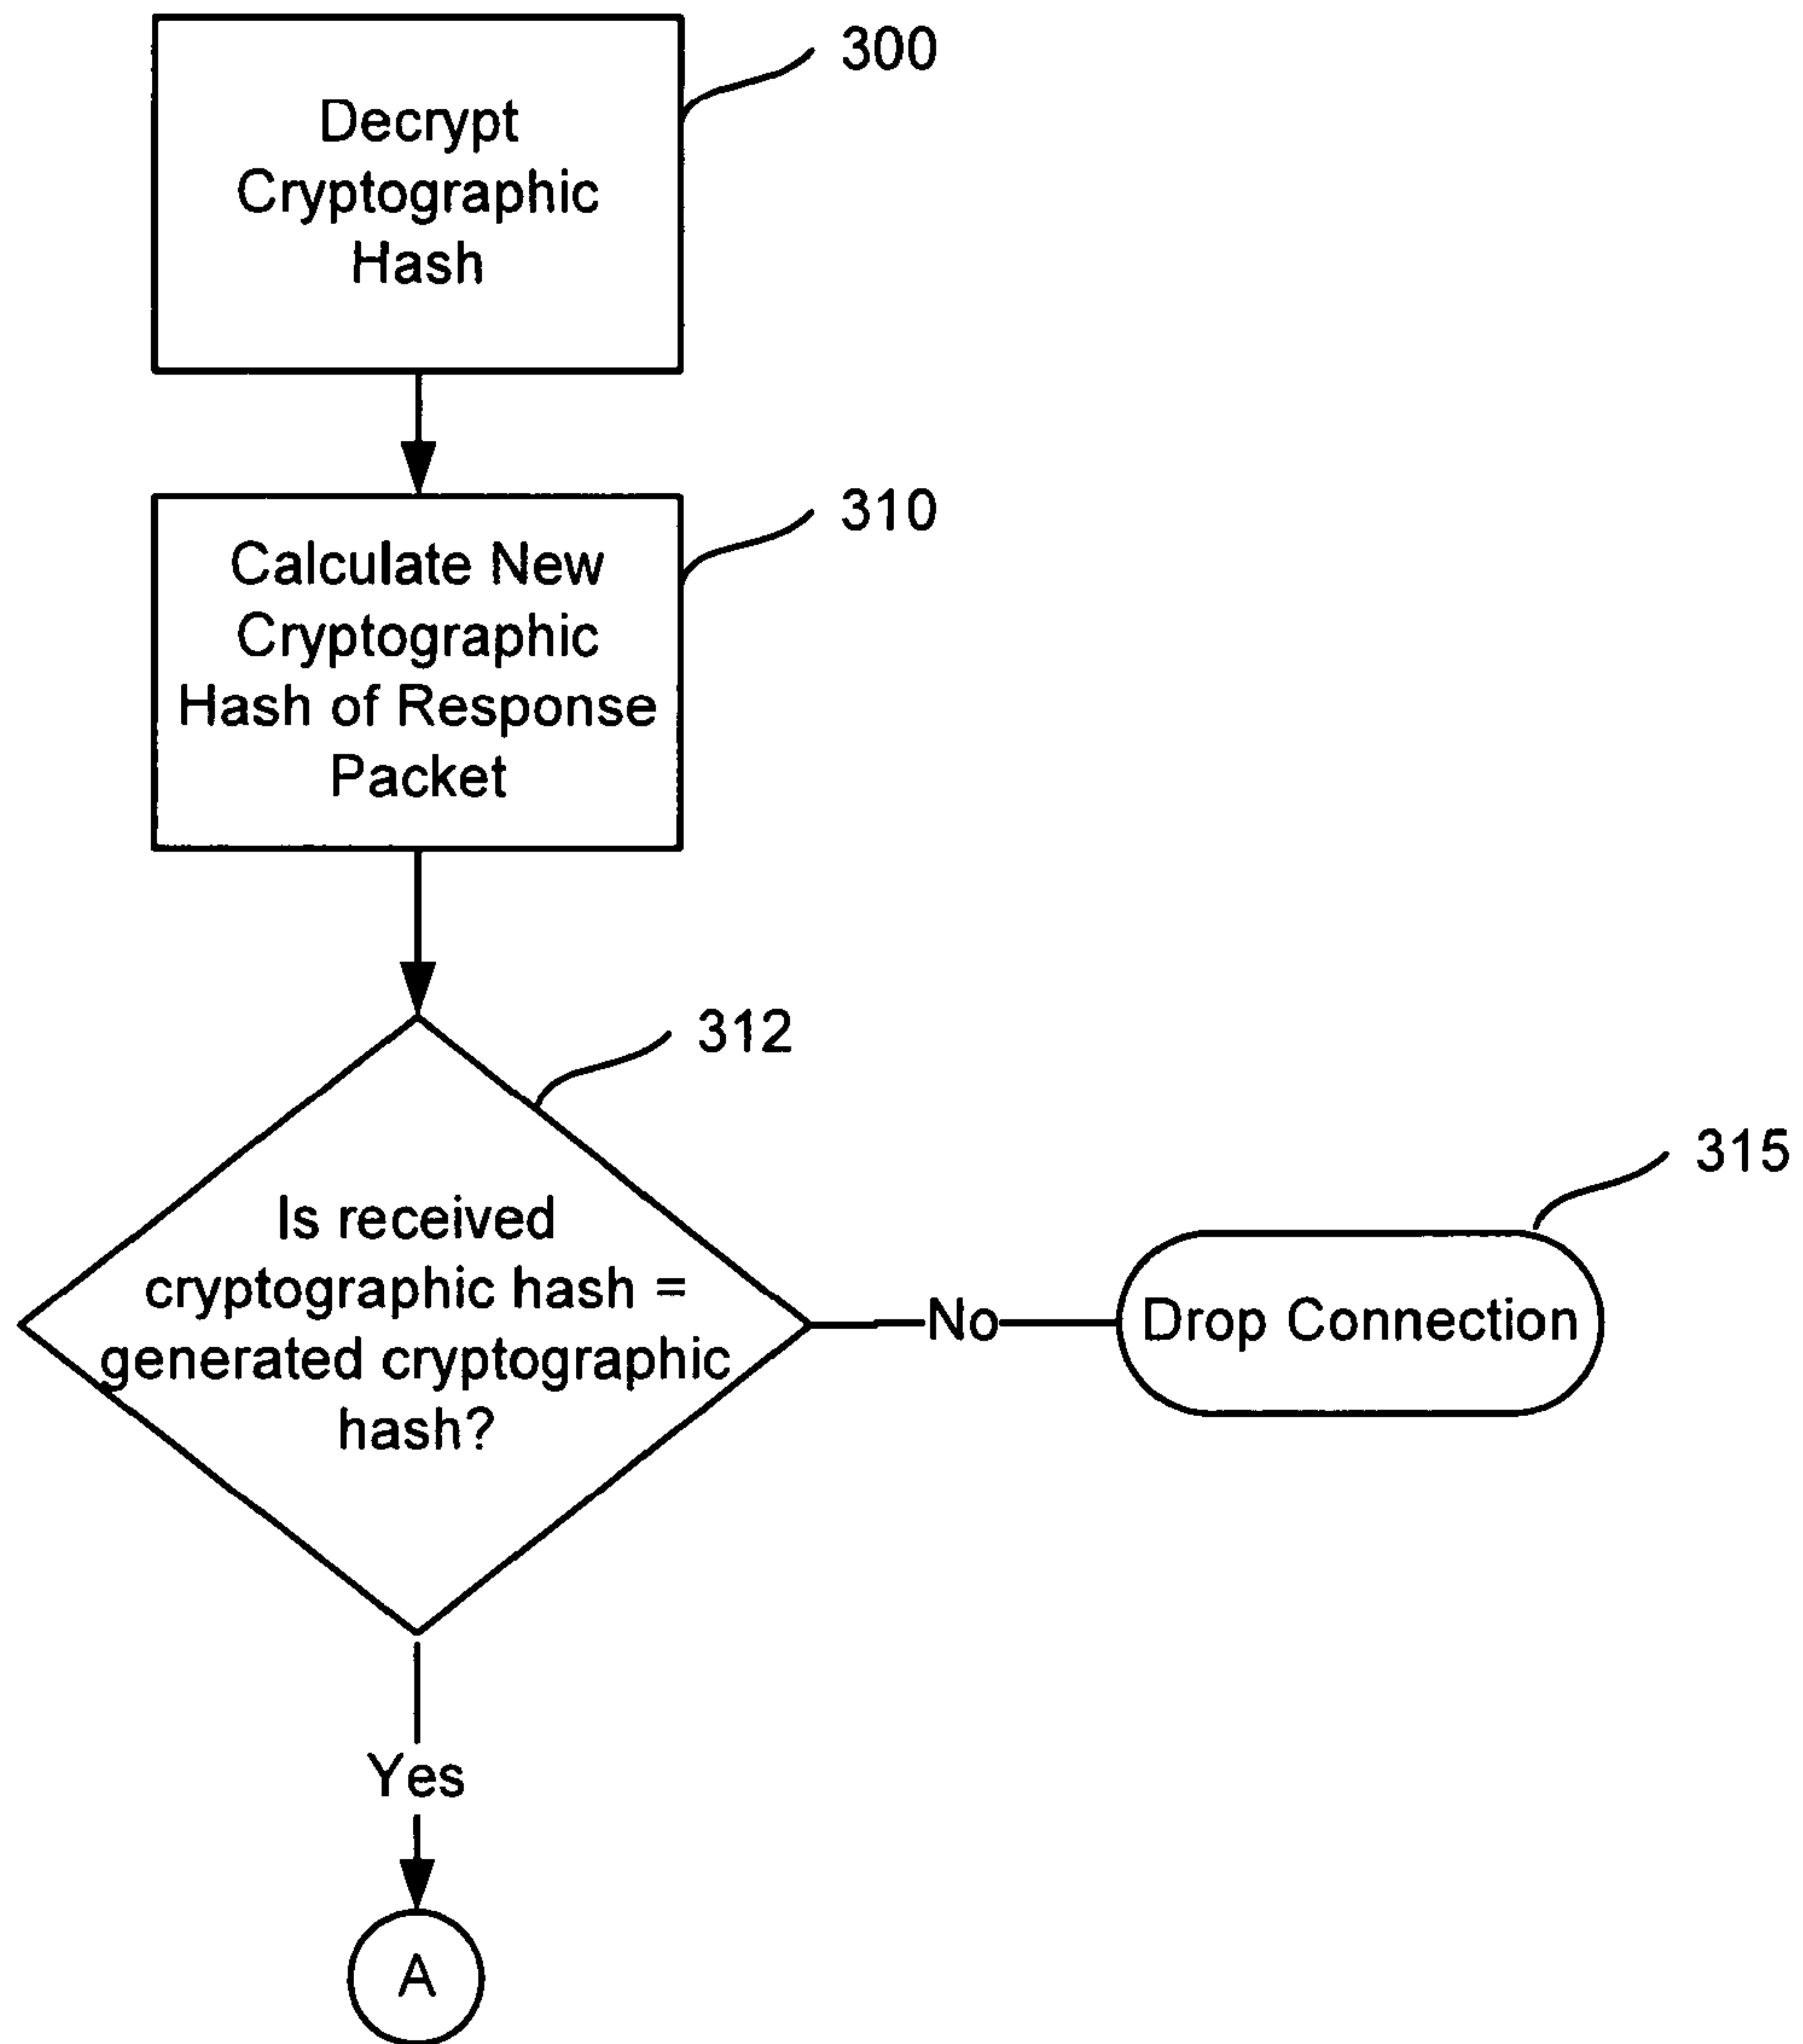 300
Decrypt
Cryptographic
Hash
310
Calculate New
Cryptographic
Hash of Response
Packet
312
Is received
cryptographic hash =
generated cryptographic
hash?
No
315
Drop Connection
Yes
A